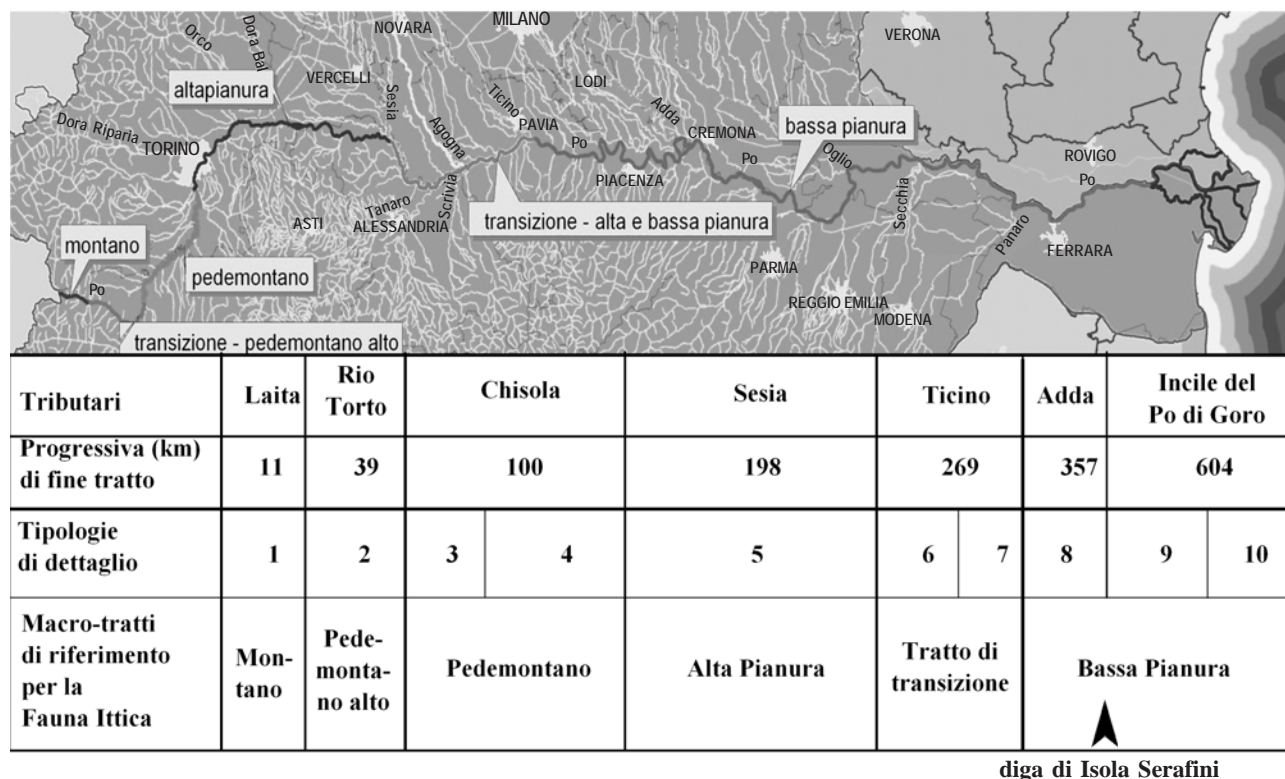 NOVARA
MILANO
VERONA
Orco
Dora Bal
VERCELLI
Sesia
LODI
altapianura
Ticino
Adda
Agogna
PAVIA
Po
CREMONA
bassa pianura
Dora Riparia
TORINO
Po
Oglio
ROVIGO
Po
PIACENZA
ASTI
Tanaro
ALESSANDRIA
Scrivia
transizione - alta e bassa pianura
Secchia
Panaro
FERRARA
montano
Po
pedemontano
PARMA
REGGIO EMILIA
MODENA
transizione - pedemontano alto
Tributari
Laita
Rio
Torto
Chisola
Sesia
Ticino
Adda
Incile del
Po di Goro
Progressiva (km)
di fine tratto
11
39
100
198
269
357
604
Tipologie
di dettaglio
1
2
3
4
5
6
7
8
9
10
Macro-tratti
di riferimento
per la
Fauna Ittica
Mon-
tano
Pede-
monta-
no alto
Pedemontano
Alta Pianura
Tratto di
transizione
Bassa Pianura
diga di Isola Serafini